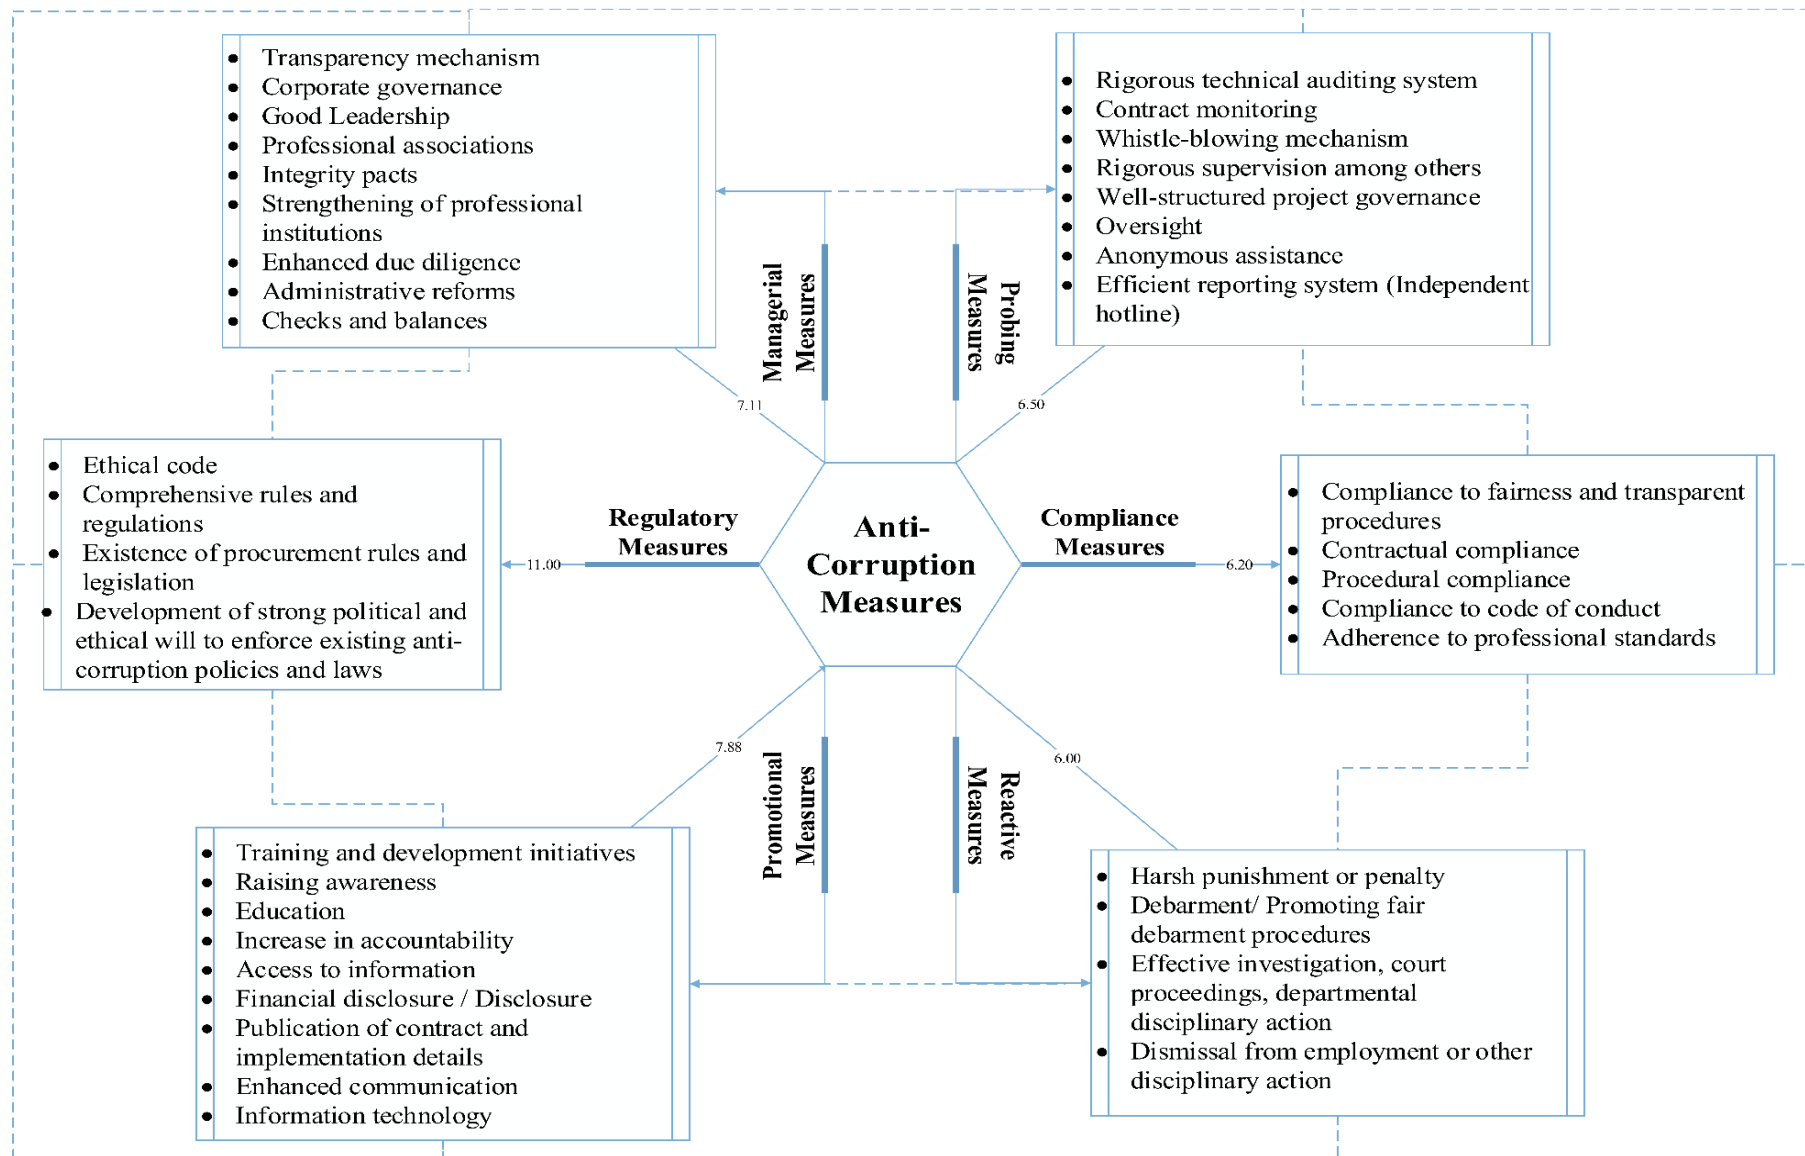 Transparency mechanism
Corporate governance
Good Leadership
Professional associations
Integrity pacts
Strengthening of professional
institutions
Enhanced due diligence
Administrative reforms
Checks and balances
Rigorous technical auditing system
Contract monitoring
Whistle-blowing mechanism
Rigorous supervision among others
Well-structured project governance
Oversight
Anonymous assistance
Efficient reporting system (Independent
hotline)
Managerial
Measures
Probing
Measures
7.11
6.50
Ethical code
Comprehensive rules and
regulations
Existence of procurement rules and
legislation
Development of strong political and
ethical will to enforce existing anti-
corruption policies and laws
11.00
Regulatory
Measures
Anti-
Corruption
Measures
Compliance
Measures
6.20
Compliance to fairness and transparent
procedures
Contractual compliance
Procedural compliance
Compliance to code of conduct
Adherence to professional standards
7.88
Promotional
Measures
Reactive
Measures
6.00
Training and development initiatives
Raising awareness
Education
Increase in accountability
Access to information
Financial disclosure / Disclosure
Publication of contract and
implementation details
Enhanced communication
Information technology
Harsh punishment or penalty
Debarment/ Promoting fair
debarment procedures
Effective investigation, court
proceedings, departmental
disciplinary action
Dismissal from employment or other
disciplinary action